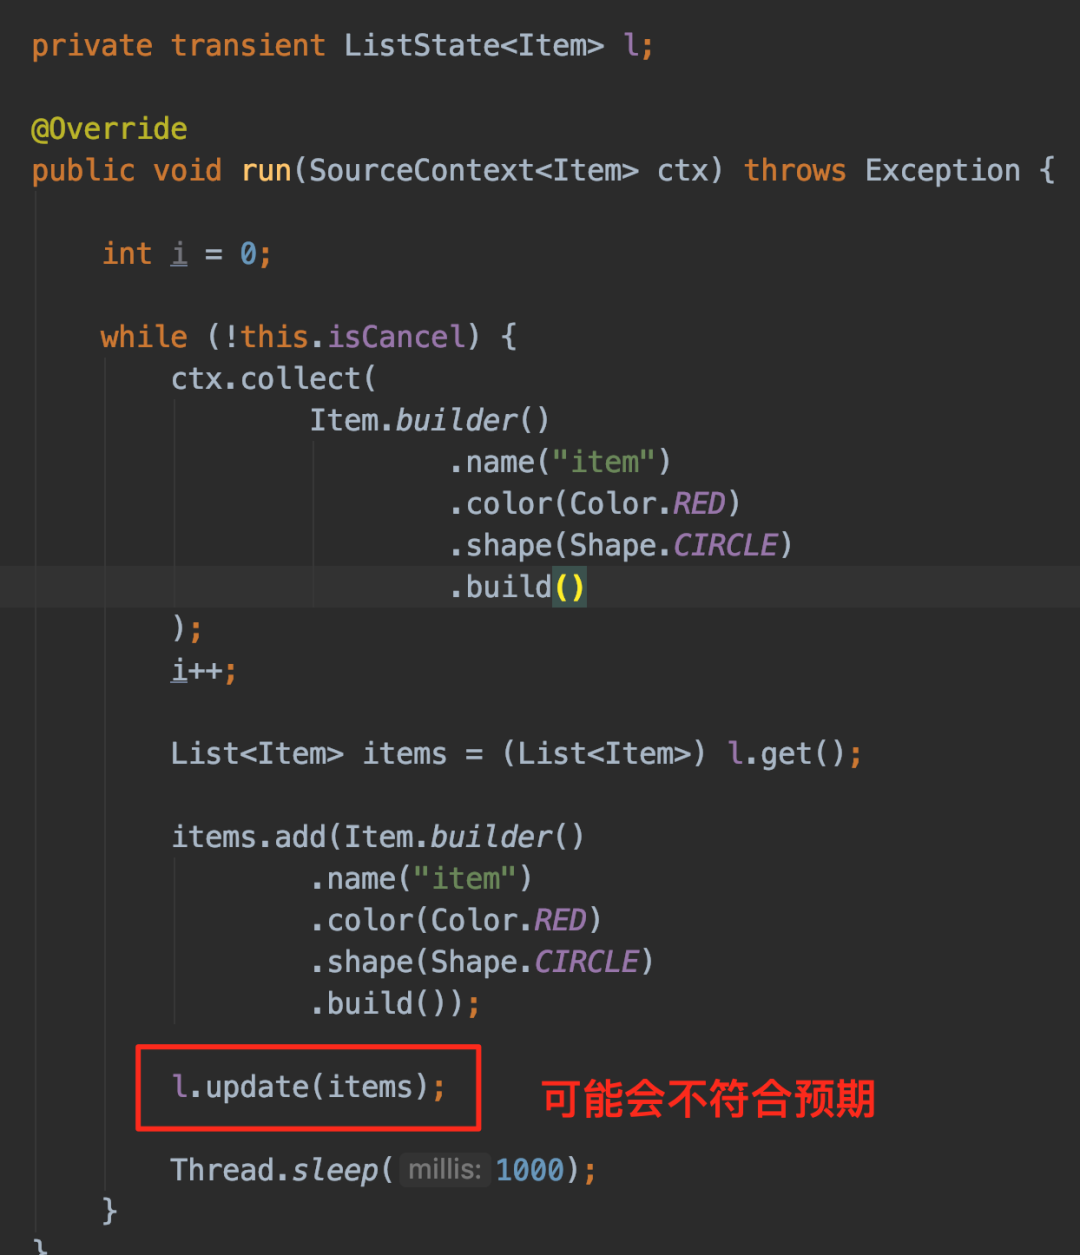 private transient ListState<Item> l;
@Override
public void run(SourceContext<Item> ctx) throws Exception {
int i = 0;
while (!this.isCancel) {
ctx.collect(
Item.builder()
.name("item")
.color(Color.RED)
.shape(Shape.CIRCLE)
.build()
);
i++;
List<Item> items = (List<Item>) l.get();
items.add(Item.builder()
.name("item")
.color(Color.RED)
.shape(Shape.CIRCLE)
.build());
l.update(items); 可能会不符合预期
Thread.sleep( millis: 1000);
}
}